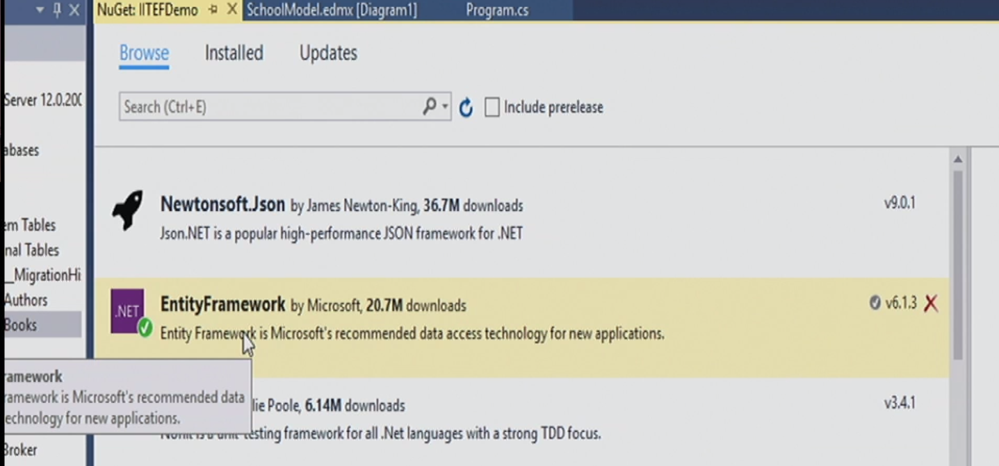 NuGet: IITEFDemo SchoolModel.edmx [Diagram1] Program.cs
Browse Installed Updates
Server 12.0.200
Search (Ctrl+E) Include prerelease
abases
Newtonsoft.Json by James Newton-King, 36.7M downloads v9.0.1
Json.NET is a popular high-performance JSON framework for .NET
em Tables
nal Tables
__MigrationHi
Authors
Books
.NET
EntityFramework by Microsoft, 20.7M downloads v6.1.3
Entity Framework is Microsoft's recommended data access technology for new applications.
ramework
ramework is Microsoft's recommended data
echnology for new applications.
lie Poole, 6.14M downloads v3.4.1
is a unit-testing framework for all .Net languages with a strong TDD focus.
Broker